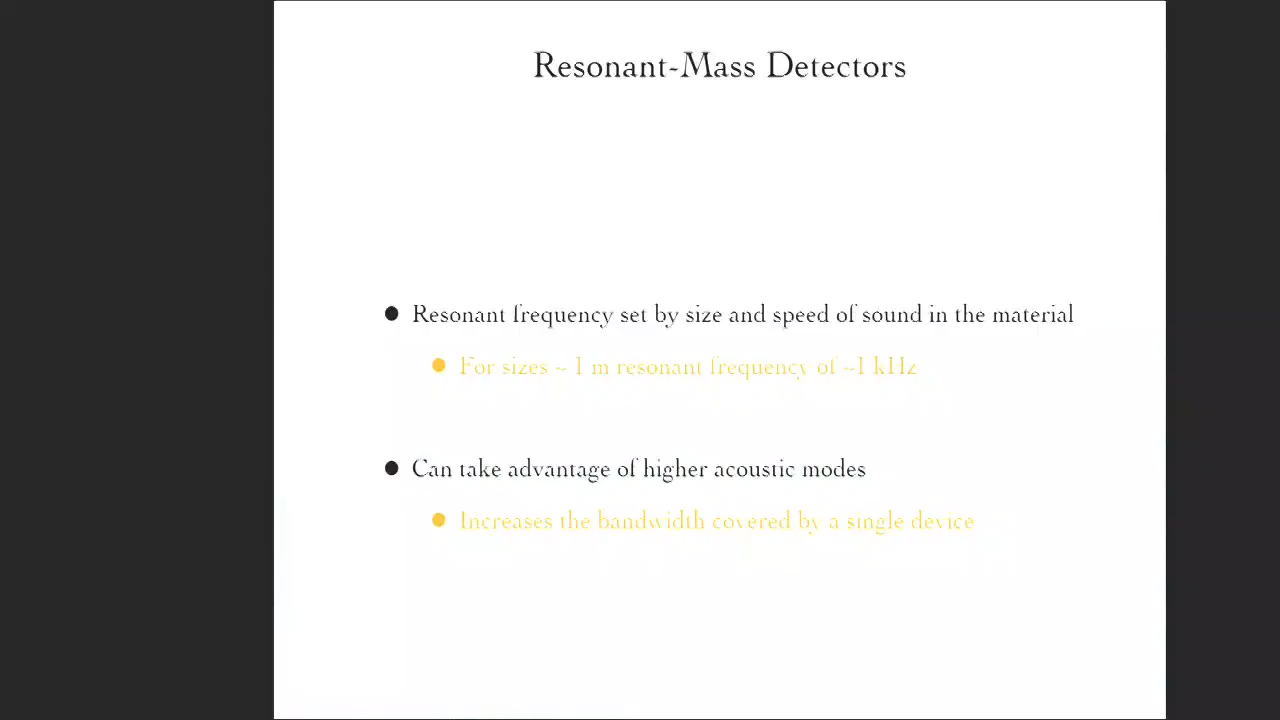 Resonant-Mass Detectors
● Resonant frequency set by size and speed of sound in the material
● For sizes ~ 1 m resonant frequency of ~1 kHz
● Can take advantage of higher acoustic modes
● Increases the bandwidth covered by a single device